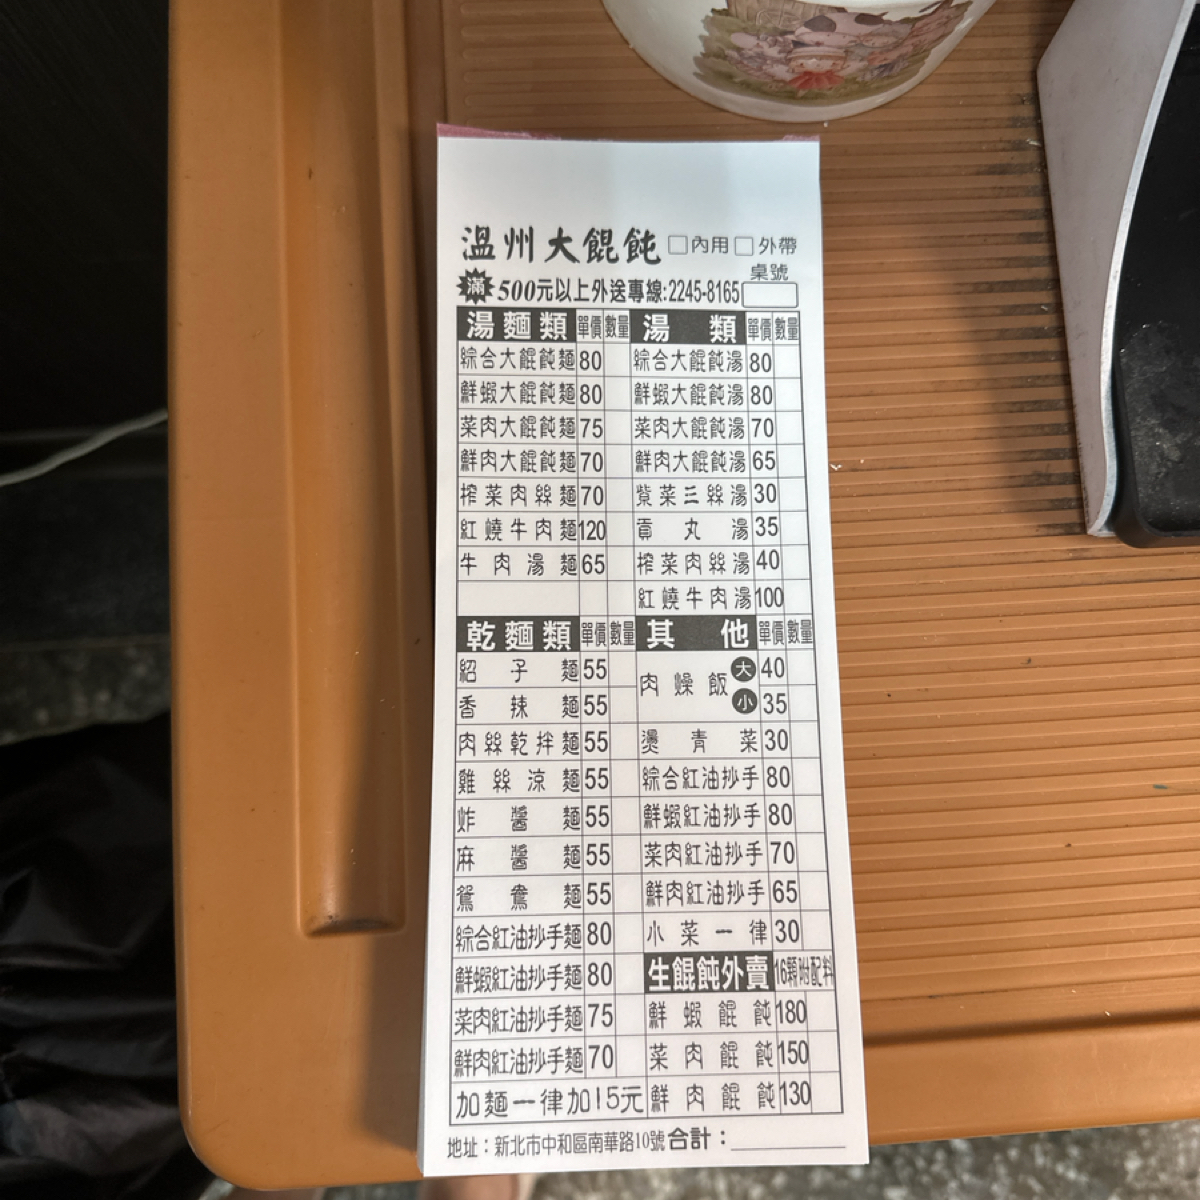 溫州大餛飩 □內用 □外帶
桌號
滿500元以上外送專線:2245-8165
湯麵類 單價 數量 湯類 單價 數量
綜合大餛飩麵 80 綜合大餛飩湯 80
鮮蝦大餛飩麵 80 鮮蝦大餛飩湯 80
菜肉大餛飩麵 75 菜肉大餛飩湯 70
鮮肉大餛飩麵 70 鮮肉大餛飩湯 65
搾菜肉絲麵 70 紫菜三絲湯 30
紅燒牛肉麵 120 貢丸湯 35
牛肉湯麵 65 搾菜肉絲湯 40
紅燒牛肉湯 100
乾麵類 單價 數量 其他 單價 數量
紹子麵 55 肉燥飯 大 40
香辣麵 55 小 35
肉絲乾拌麵 55 燙青菜 30
雞絲涼麵 55 綜合紅油抄手 80
炸醬麵 55 鮮蝦紅油抄手 80
麻醬麵 55 菜肉紅油抄手 70
鴛鴦麵 55 鮮肉紅油抄手 65
綜合紅油抄手麵 80 小菜一律 30
鮮蝦紅油抄手麵 80 生餛飩外賣 16顆附配料
菜肉紅油抄手麵 75 鮮蝦餛飩 180
鮮肉紅油抄手麵 70 菜肉餛飩 150
加麵一律加15元 鮮肉餛飩 130
地址：新北市中和區南華路10號 合計：